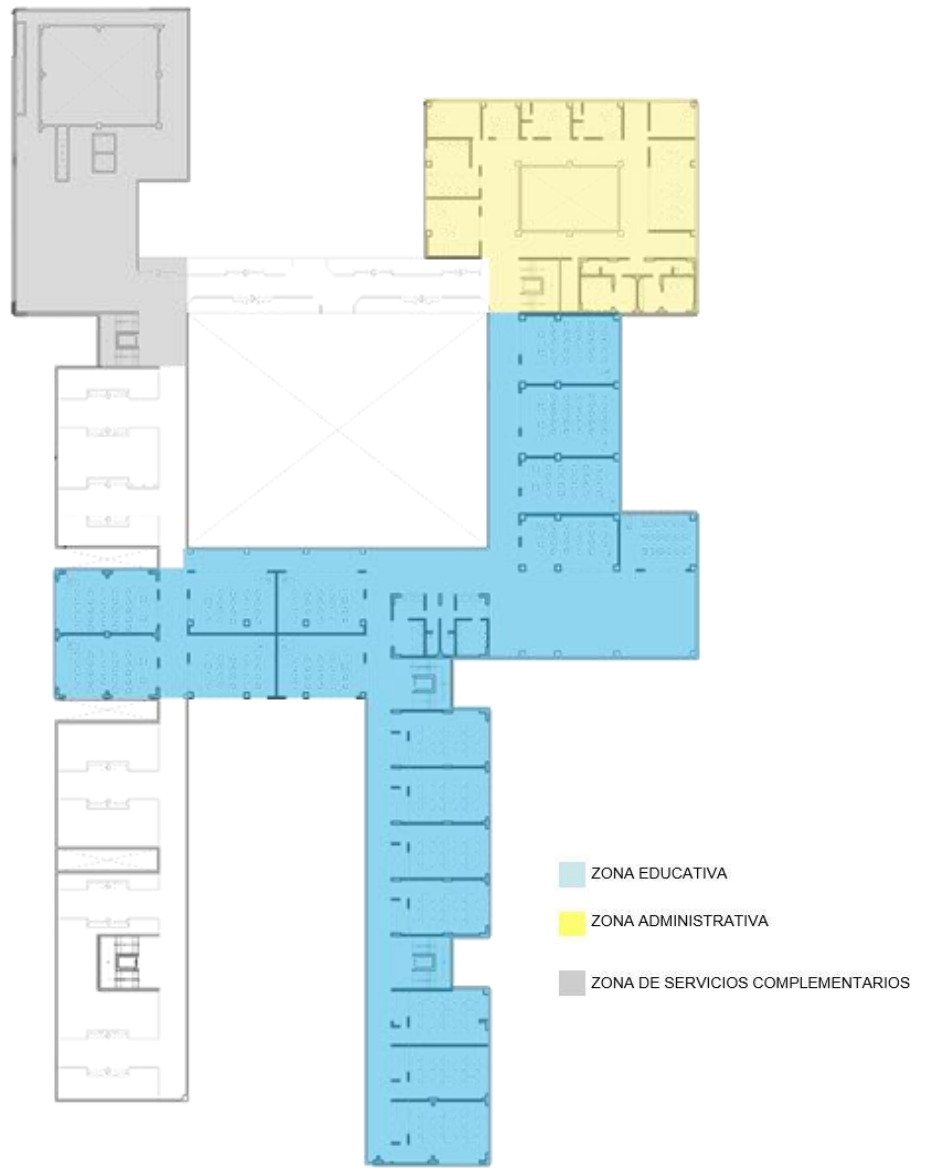 ZONA EDUCATIVA
ZONA ADMINISTRATIVA
ZONA DE SERVICIOS COMPLEMENTARIOS